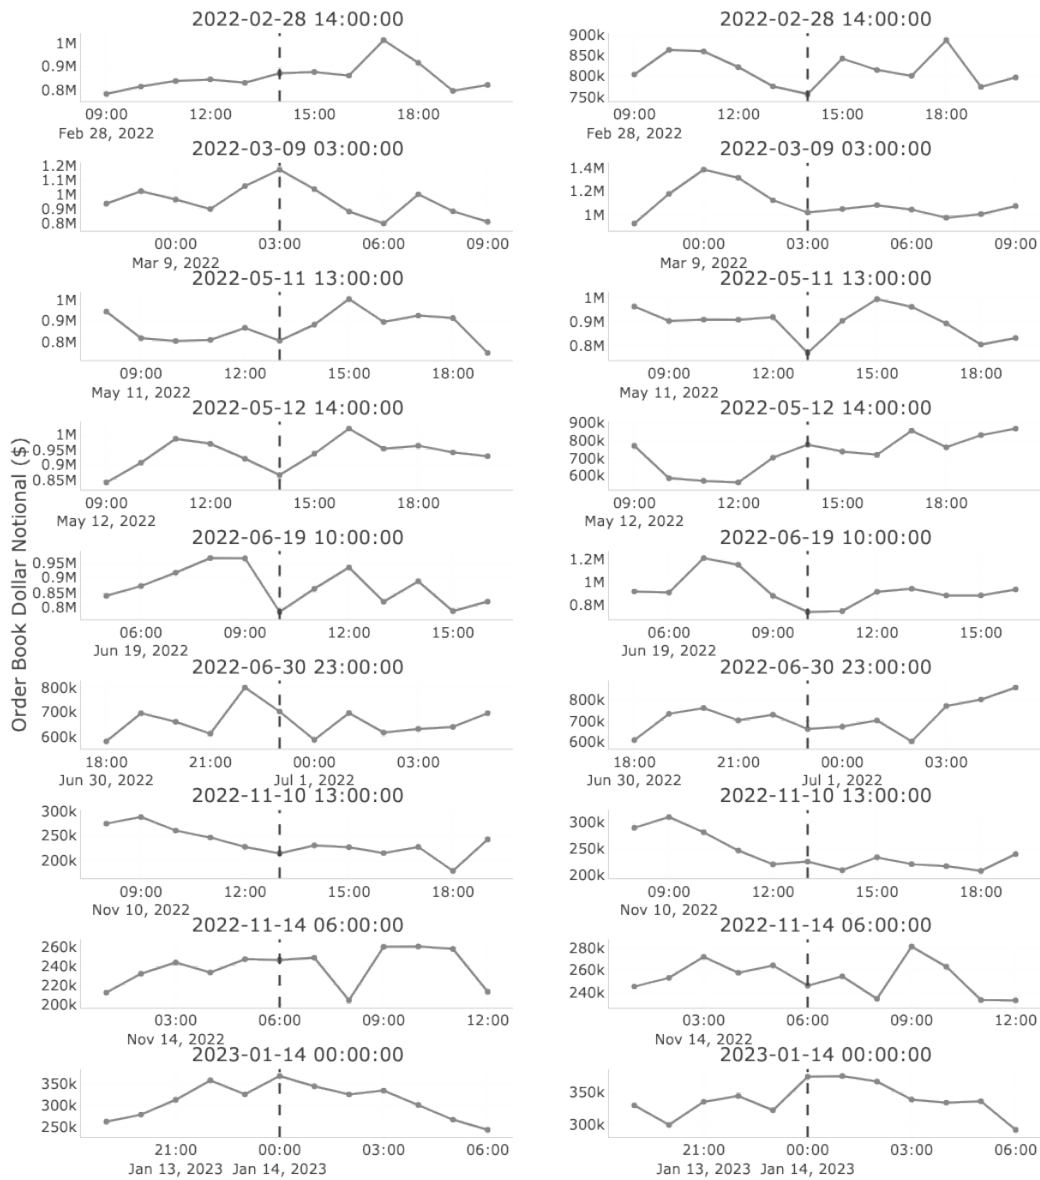 Order Book Dollar Notional ($)
2022-02-28 14:00:00
1M
0.9M
0.8M
09:00 12:00 15:00 18:00
Feb 28, 2022
2022-02-28 14:00:00
900k
850k
800k
750k
09:00 12:00 15:00 18:00
Feb 28, 2022
2022-03-09 03:00:00
1.2M
1.1M
1M
0.9M
0.8M
00:00 03:00 06:00 09:00
Mar 9, 2022
2022-03-09 03:00:00
1.4M
1.2M
1M
00:00 03:00 06:00 09:00
Mar 9, 2022
2022-05-11 13:00:00
1M
0.9M
0.8M
09:00 12:00 15:00 18:00
May 11, 2022
2022-05-11 13:00:00
1M
0.9M
0.8M
09:00 12:00 15:00 18:00
May 11, 2022
2022-05-12 14:00:00
1M
0.95M
0.9M
0.85M
09:00 12:00 15:00 18:00
May 12, 2022
2022-05-12 14:00:00
900k
800k
700k
600k
09:00 12:00 15:00 18:00
May 12, 2022
2022-06-19 10:00:00
0.95M
0.9M
0.85M
0.8M
06:00 09:00 12:00 15:00
Jun 19, 2022
2022-06-19 10:00:00
1.2M
1M
0.8M
06:00 09:00 12:00 15:00
Jun 19, 2022
2022-06-30 23:00:00
800k
700k
600k
18:00 21:00 00:00 03:00
Jun 30, 2022 Jul 1, 2022
2022-06-30 23:00:00
800k
700k
600k
18:00 21:00 00:00 03:00
Jun 30, 2022 Jul 1, 2022
2022-11-10 13:00:00
300k
250k
200k
09:00 12:00 15:00 18:00
Nov 10, 2022
2022-11-10 13:00:00
300k
250k
200k
09:00 12:00 15:00 18:00
Nov 10, 2022
2022-11-14 06:00:00
260k
240k
220k
200k
03:00 06:00 09:00 12:00
Nov 14, 2022
2022-11-14 06:00:00
280k
260k
240k
03:00 06:00 09:00 12:00
Nov 14, 2022
2023-01-14 00:00:00
350k
300k
250k
21:00 00:00 03:00 06:00
Jan 13, 2023 Jan 14, 2023
2023-01-14 00:00:00
350k
300k
21:00 00:00 03:00 06:00
Jan 13, 2023 Jan 14, 2023